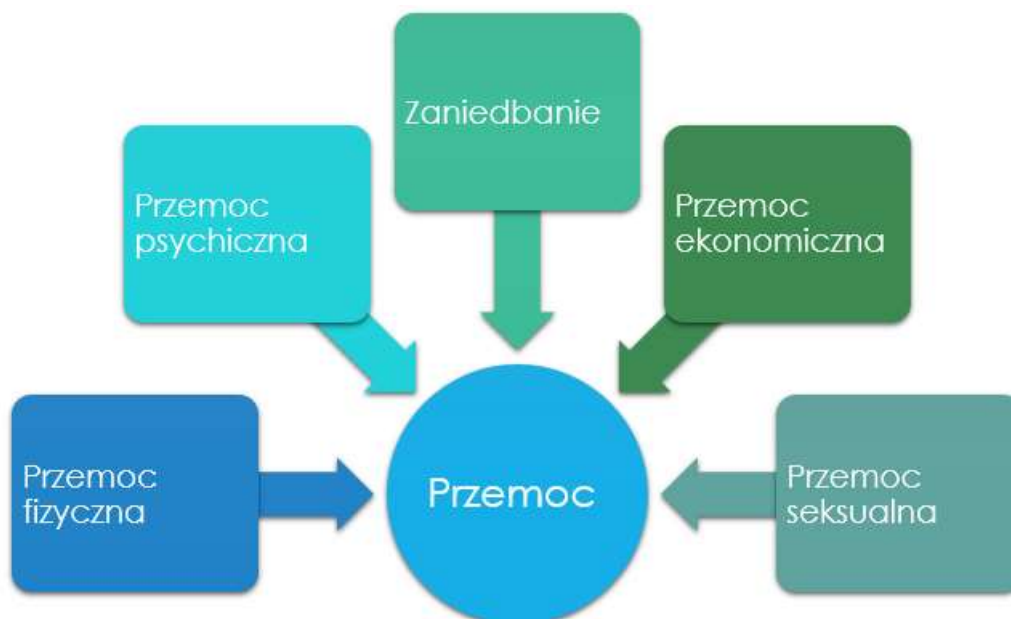 Zaniedbanie
Przemoc
psychiczna
Przemoc
ekonomiczna
Przemoc
fizyczna
Przemoc
Przemoc
seksualna